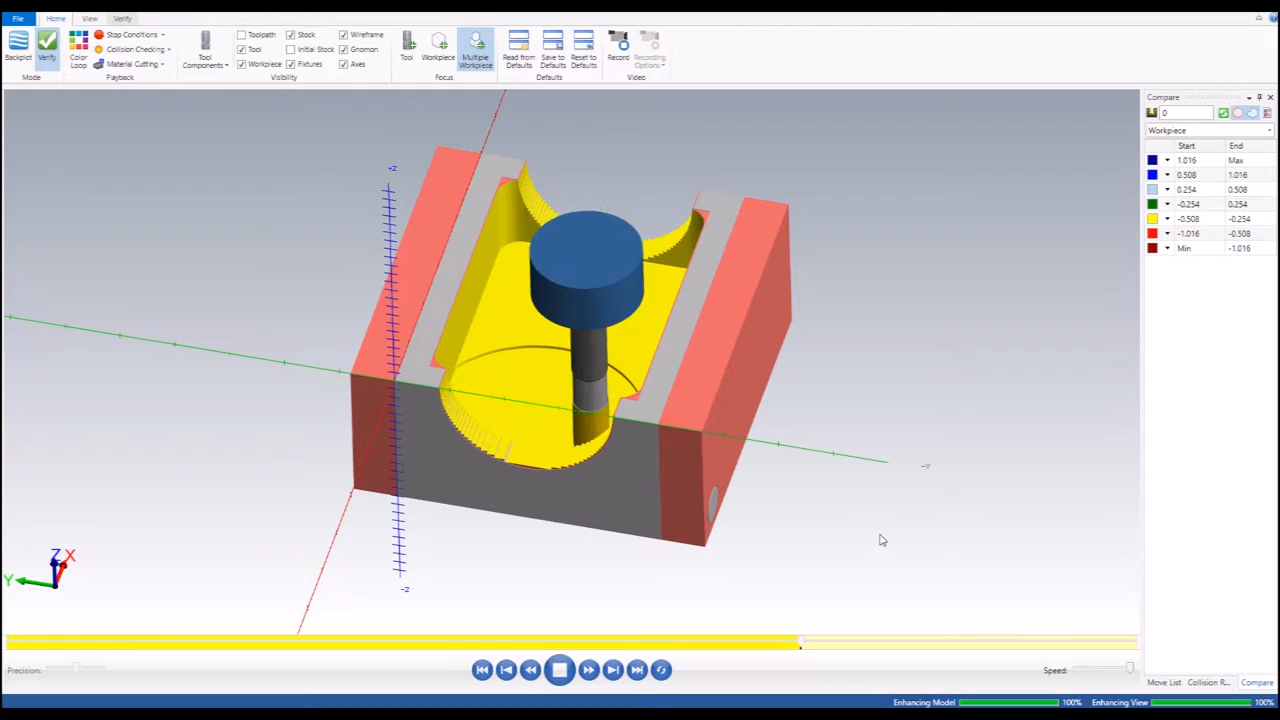 File Home View Verify
Backplot Verify Color Loop Stop Conditions Collision Checking Material Cutting Tool Components Toolpath Tool Workpiece Stock Initial Stock Fixtures Wireframe Gnomon Axes Tool Workpiece Multiple Workpiece Read from Defaults Save to Defaults Reset to Defaults Record Recording Options
Mode Playback Visibility Focus Defaults Video
Compare
0
Workpiece
Start End
1.016 Max
0.508 1.016
0.254 0.508
-0.254 0.254
-0.508 -0.254
-1.016 -0.508
Min -1.016
+Z
-Y
Z X
Y
-Z
Precision: Speed:
Move List Collision R... Compare
Enhancing Model 100% Enhancing View 100%